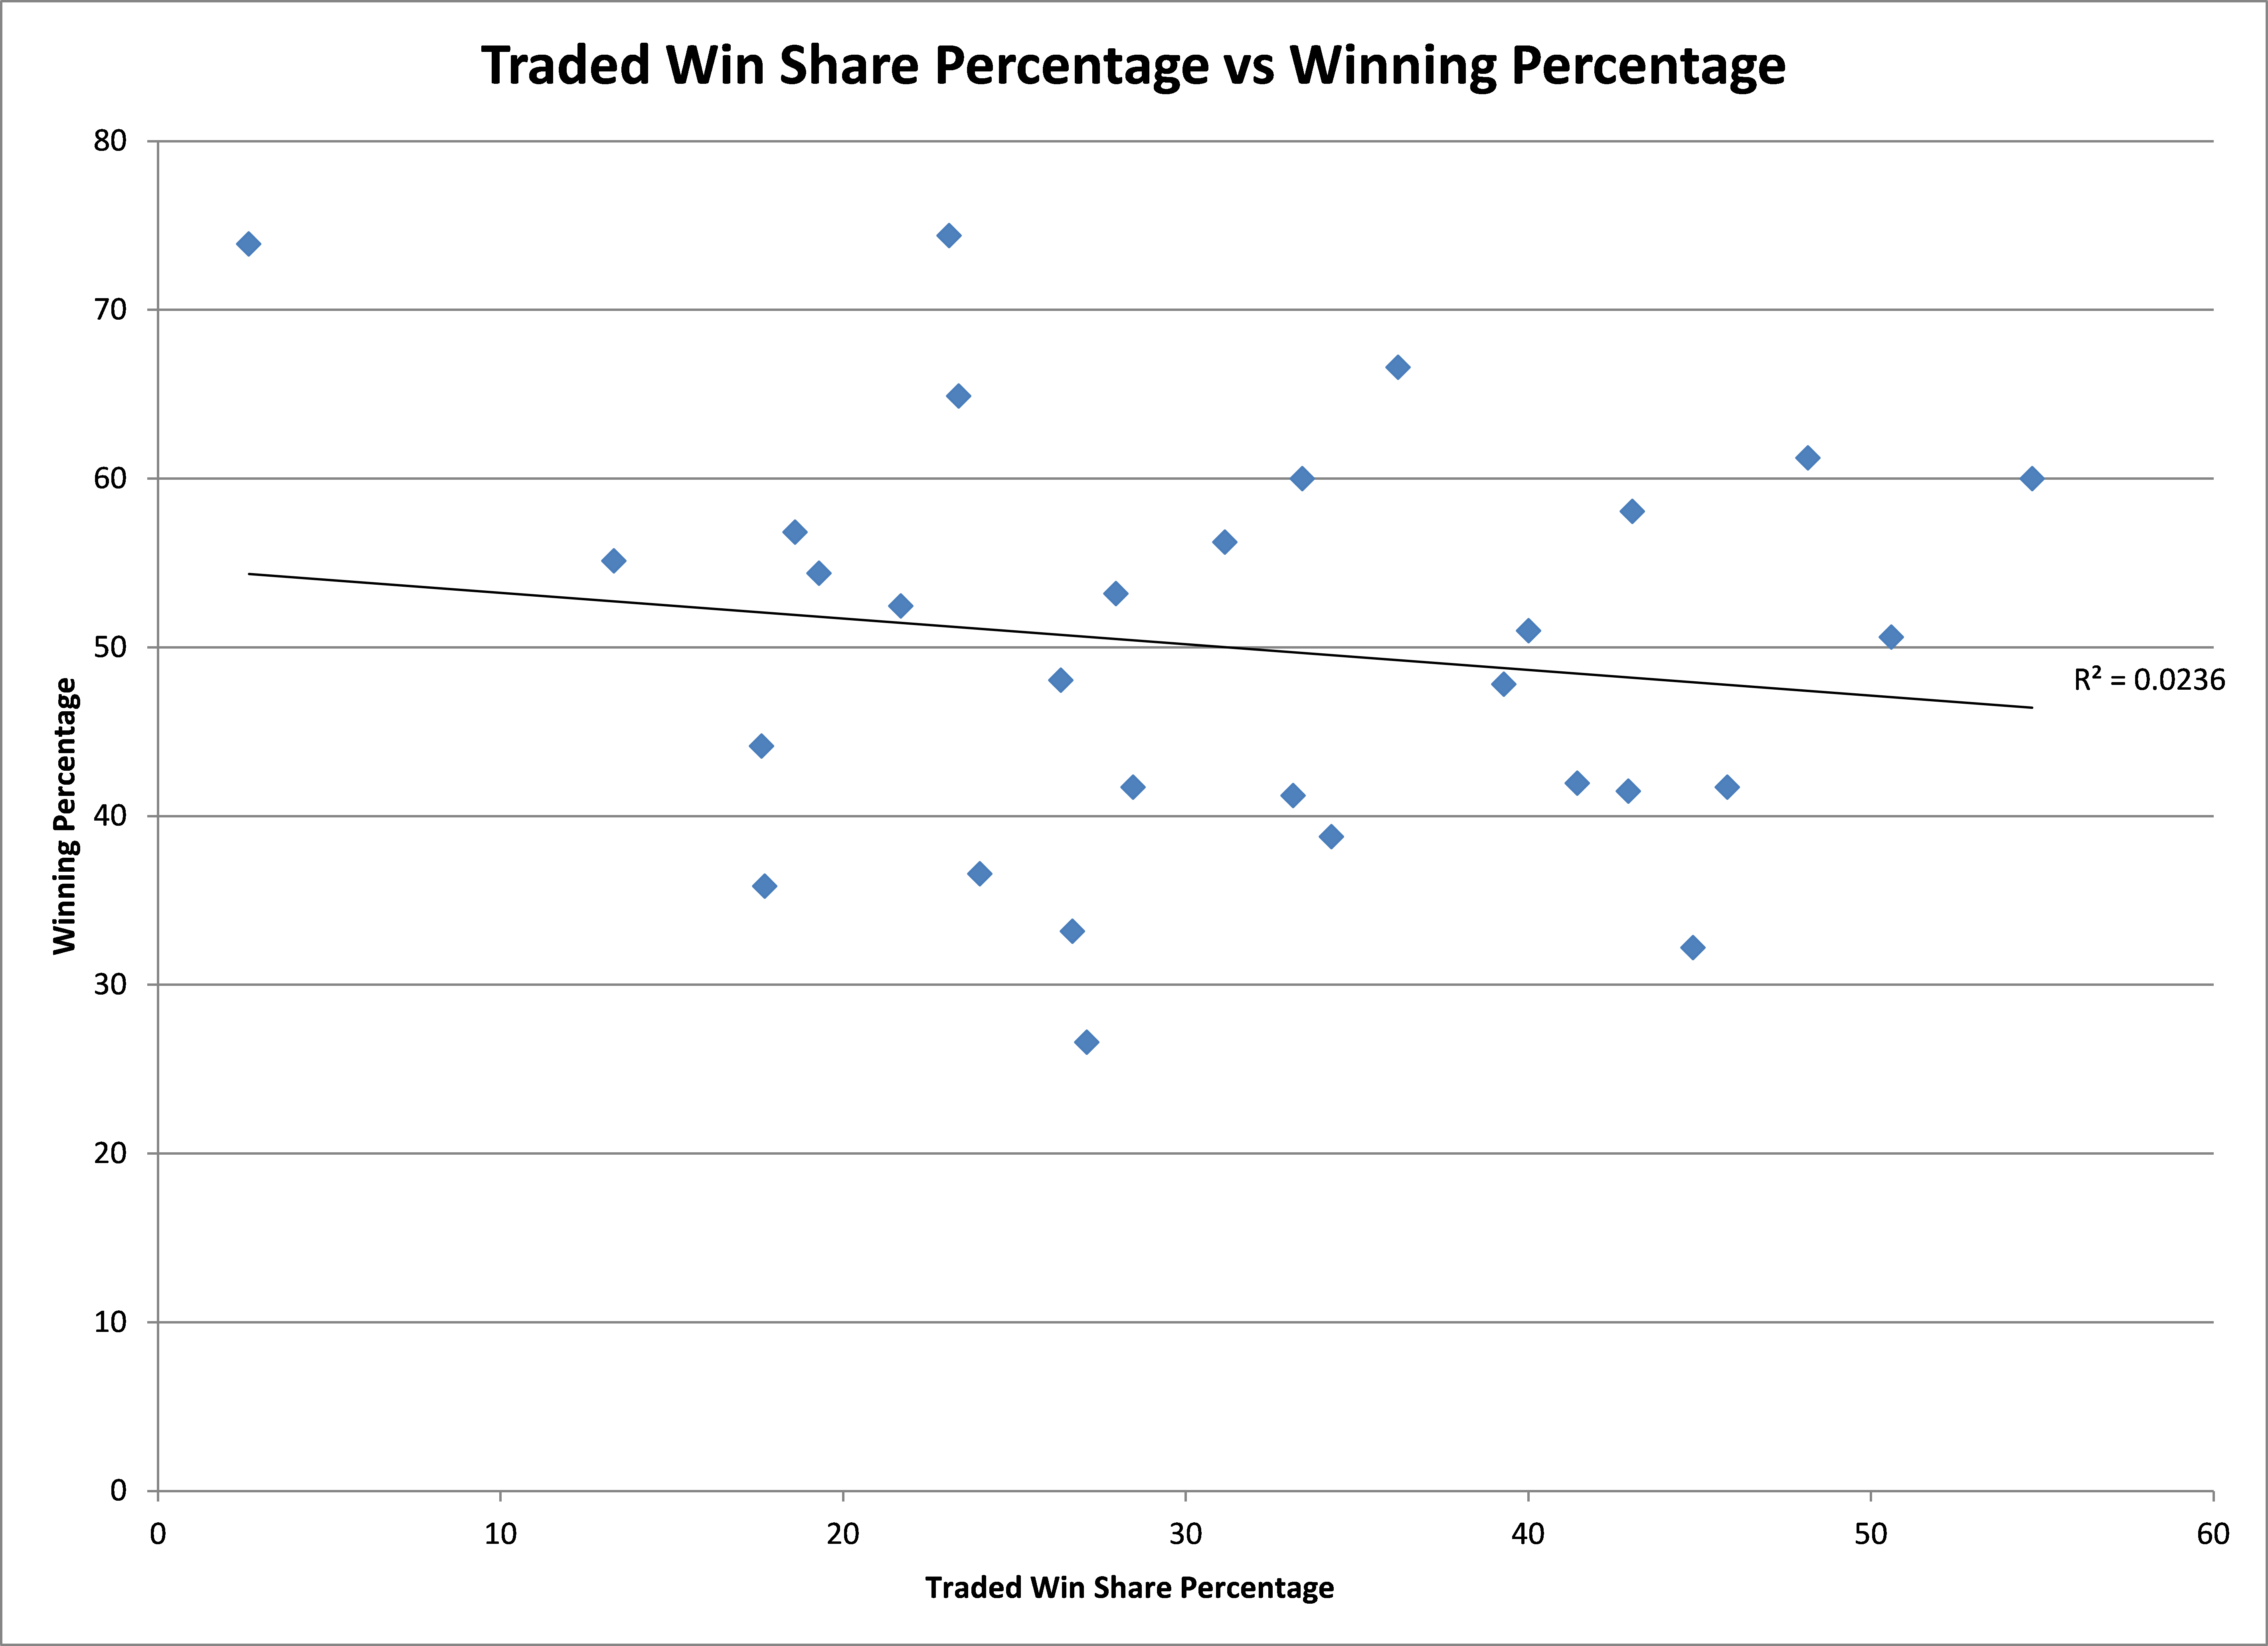 Traded Win Share Percentage vs Winning Percentage
80
70
60
50
40
30
20
10
0
Winning Percentage
R² = 0.0236
0 10 20 30 40 50 60
Traded Win Share Percentage